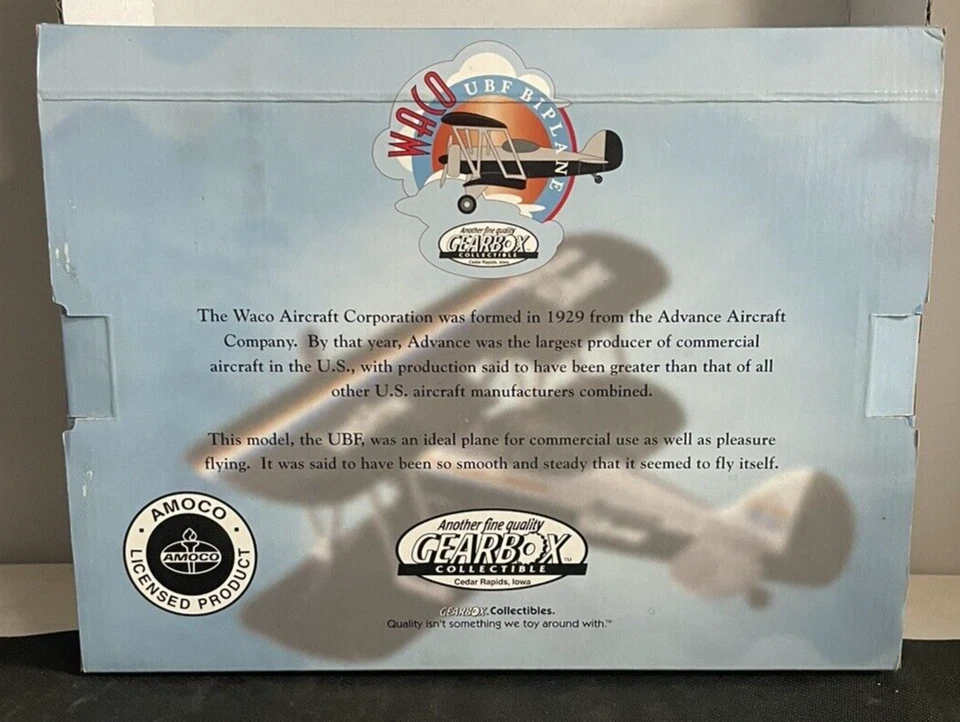 WACO
UBF BIPLANE
Another fine quality
GEARBOX
COLLECTIBLE
Cedar Rapids, Iowa
The Waco Aircraft Corporation was formed in 1929 from the Advance Aircraft
Company. By that year, Advance was the largest producer of commercial
aircraft in the U.S., with production said to have been greater than that of all
other U.S. aircraft manufacturers combined.
This model, the UBF, was an ideal plane for commercial use as well as pleasure
flying. It was said to have been so smooth and steady that it seemed to fly itself.
AMOCO
AMOCO
LICENSED PRODUCT
Another fine quality
GEARBOX™
COLLECTIBLE
Cedar Rapids, Iowa
GEARBOX Collectibles.
Quality isn't something we toy around with.™